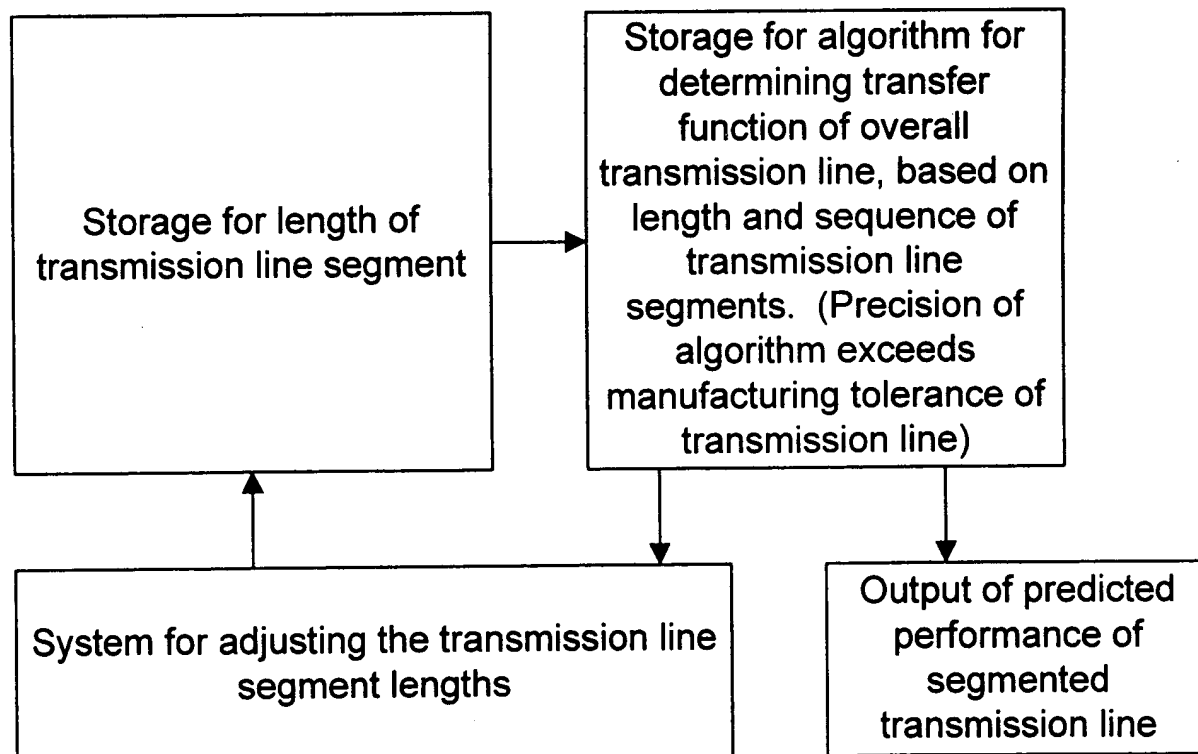 Storage for length of
transmission line segment
Storage for algorithm for
determining transfer
function of overall
transmission line, based on
length and sequence of
transmission line
segments. (Precision of
algorithm exceeds
manufacturing tolerance of
transmission line)
System for adjusting the transmission line
segment lengths
Output of predicted
performance of
segmented
transmission line